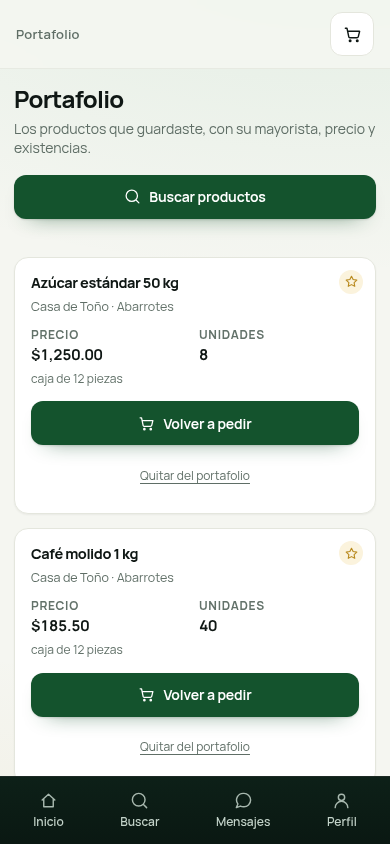 Portafolio
Portafolio
Los productos que guardaste, con su mayorista, precio y
existencias.
Buscar productos
Azúcar estándar 50 kg
Casa de Toño · Abarrotes
PRECIO UNIDADES
$1,250.00 8
caja de 12 piezas
Volver a pedir
Quitar del portafolio
Café molido 1 kg
Casa de Toño · Abarrotes
PRECIO UNIDADES
$185.50 40
caja de 12 piezas
Volver a pedir
Quitar del portafolio
Inicio Buscar Mensajes Perfil